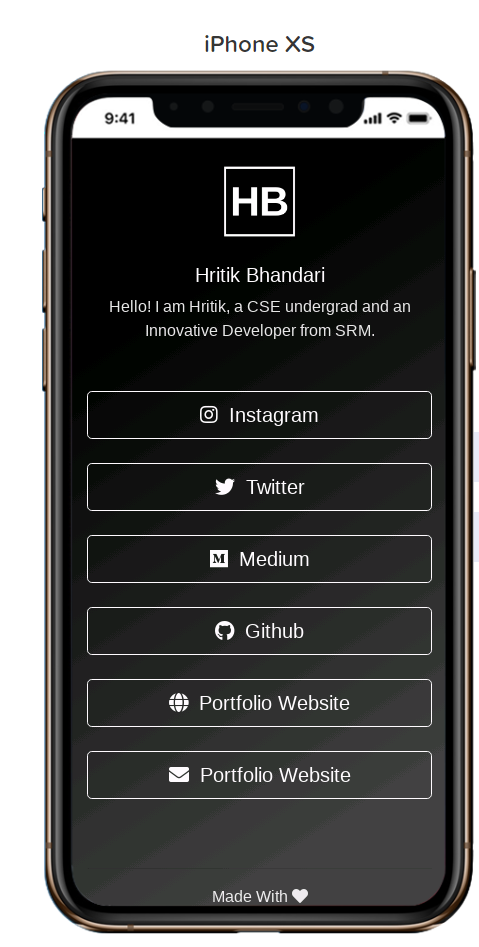 iPhone XS
9:41
HB
Hritik Bhandari
Hello! I am Hritik, a CSE undergrad and an
Innovative Developer from SRM.
Instagram
Twitter
Medium
Github
Portfolio Website
Portfolio Website
Made With